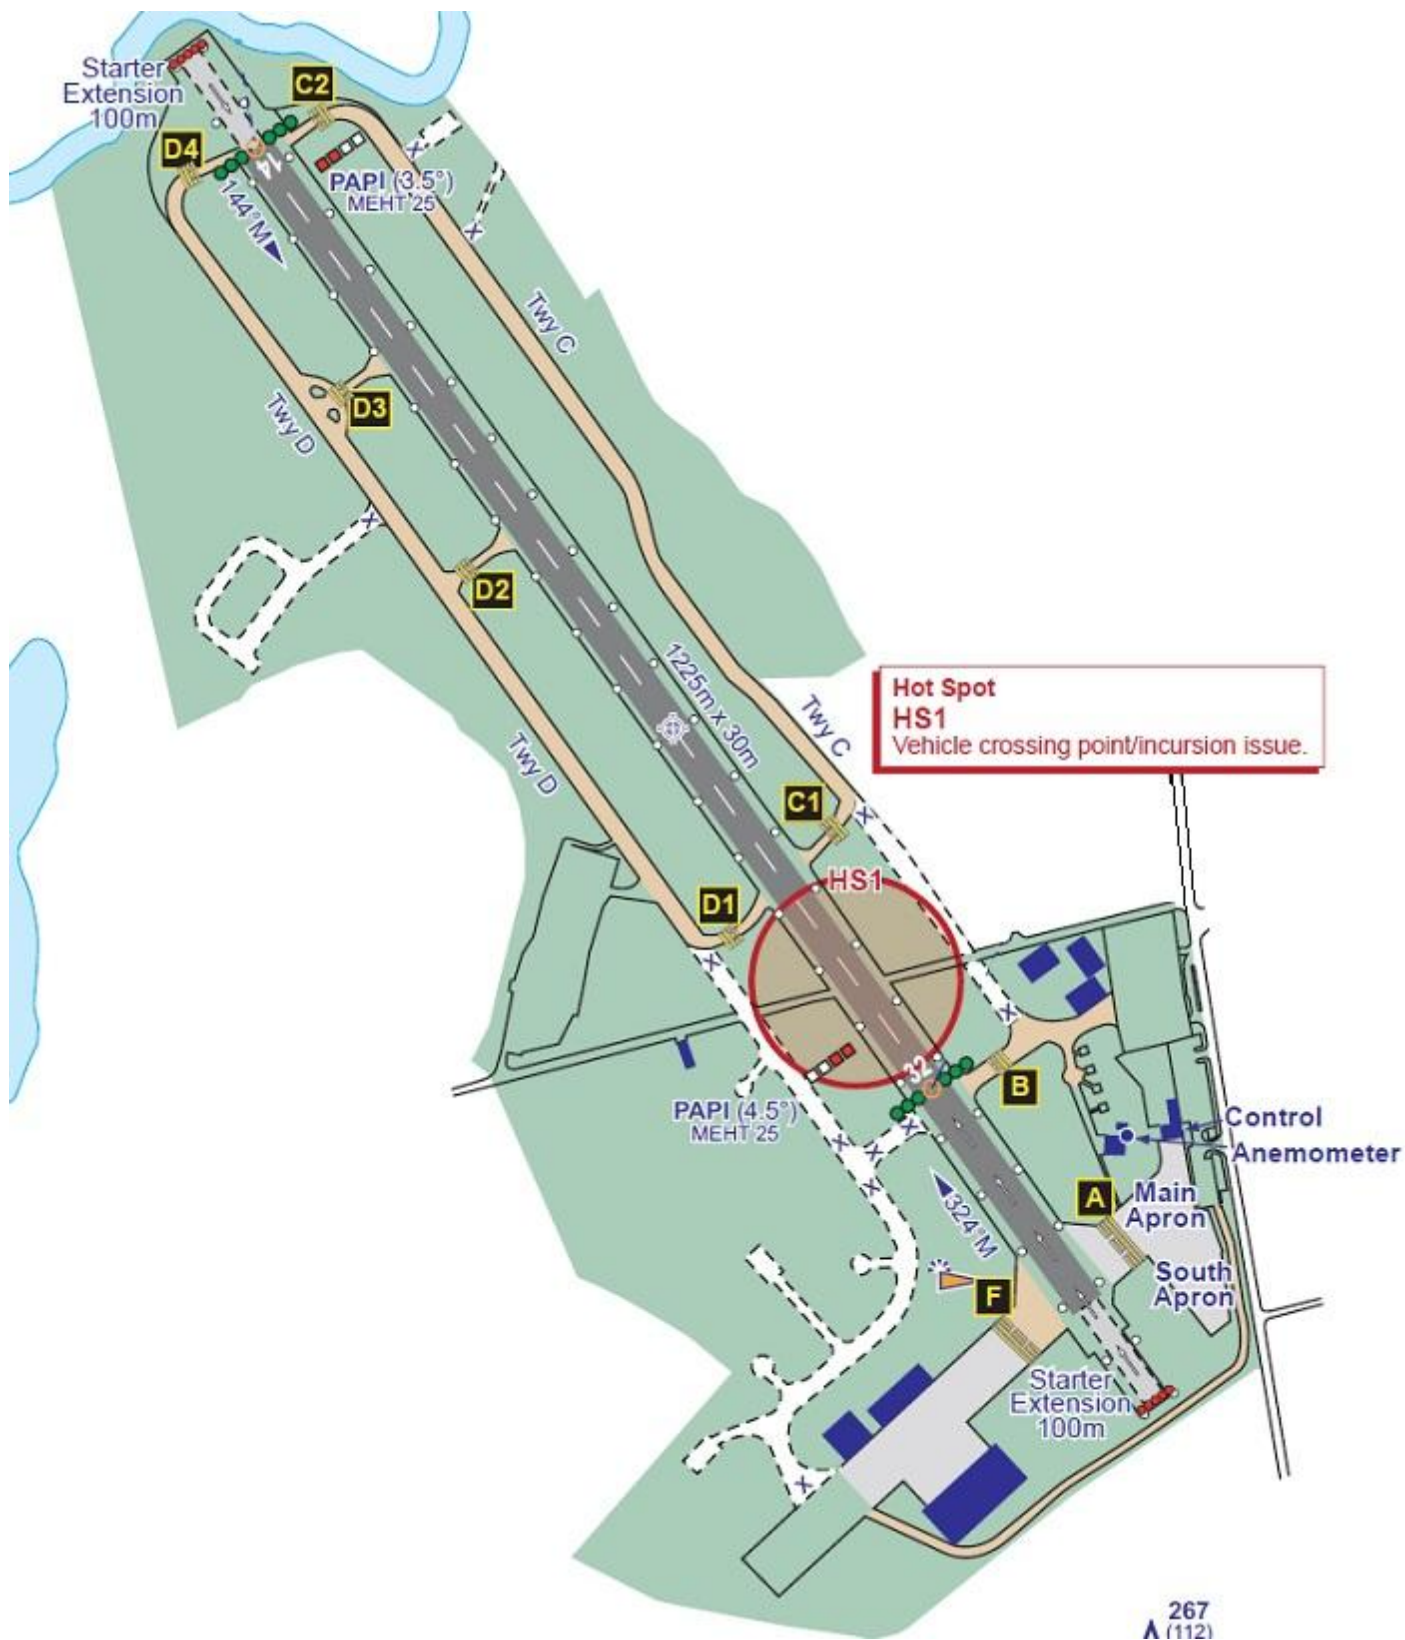 Starter
Extension
100m
C2
D4
14
PAPI (3.5°)
MEHT 25
144°M
X
X
Twy C
D3
Twy D
X
D2
1225m x 30m
Hot Spot
HS1
Vehicle crossing point/incursion issue.
Twy C
Twy D
C1
X
HS1
D1
X
X
32
B
PAPI (4.5°)
MEHT 25
X
X
X
X
Control
Anemometer
A
Main
Apron
324°M
South
Apron
F
Starter
Extension
100m
X
267
(112)